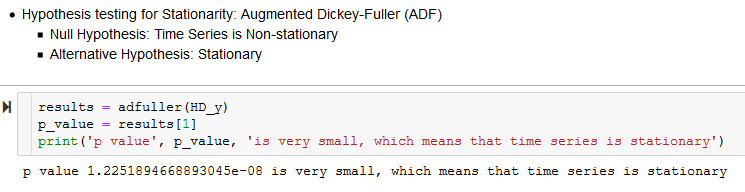 • Hypothesis testing for Stationarity: Augmented Dickey-Fuller (ADF)
▪ Null Hypothesis: Time Series is Non-stationary
▪ Alternative Hypothesis: Stationary
results = adfuller(HD_y)
p_value = results[1]
print('p value', p_value, 'is very small, which means that time series is stationary')
p value 1.2251894668893045e-08 is very small, which means that time series is stationary